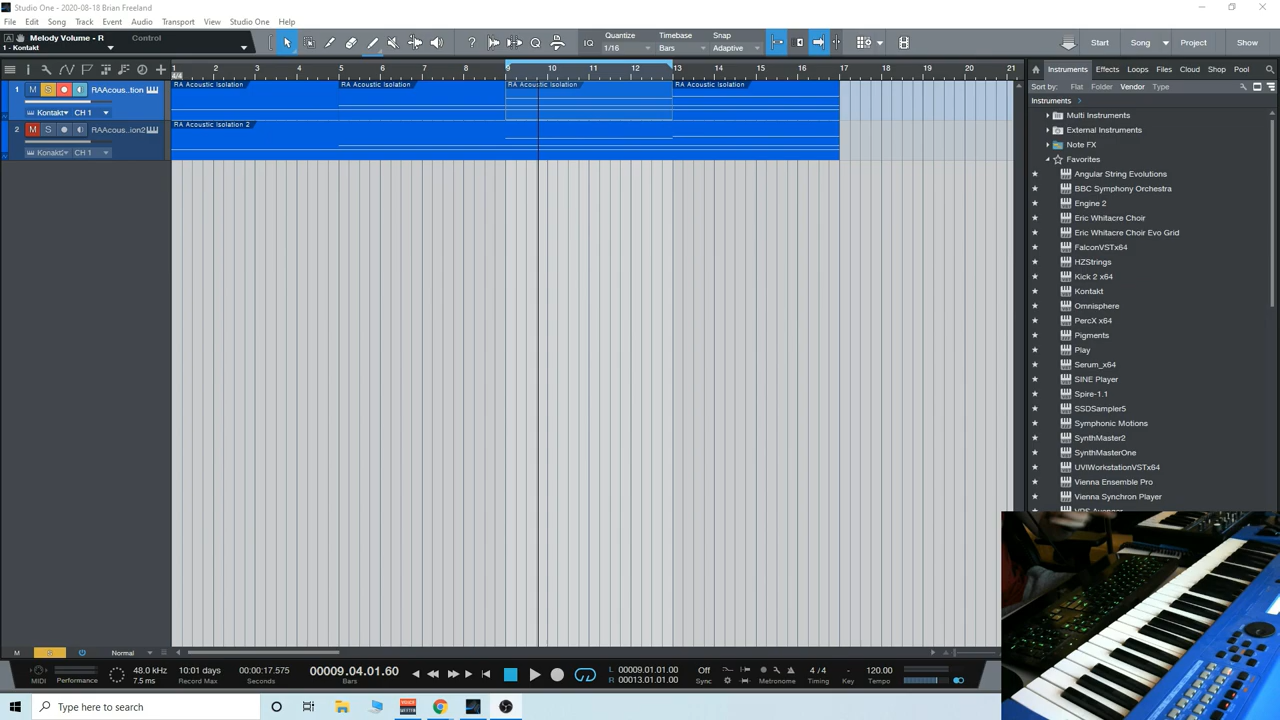 Studio One - 2020-08-18 Brian Freeland
File Edit Song Track Event Audio Transport View Studio One Help
Melody Volume - R Control
1 - Kontakt
Quantize 1/16
Timebase Bars
Snap Adaptive
IQ
Start Song Project Show
1 2 3 4 5 6 7 8 9 10 11 12 13 14 15 16 17 18 19 20 21
4/4
1 M S RAAcous..tion
Kontakt CH 1
2 M S RAAcous..ion2
Konakt CH 1
RA Acoustic Isolation
RA Acoustic Isolation
RA Acoustic Isolation
RA Acoustic Isolation
RA Acoustic Isolation 2
Instruments Effects Loops Files Cloud Shop Pool
Sort by: Flat Folder Vendor Type
Instruments
Multi Instruments
External Instruments
Note FX
Favorites
Angular String Evolutions
BBC Symphony Orchestra
Engine 2
Eric Whitacre Choir
Eric Whitacre Choir Evo Grid
FalconVSTx64
HZStrings
Kick 2 x64
Kontakt
Omnisphere
PercX x64
Pigments
Play
Serum_x64
SINE Player
Spire-1.1
SSDSampler5
Symphonic Motions
SynthMaster2
SynthMasterOne
UVIWorkstationVSTx64
Vienna Ensemble Pro
Vienna Synchron Player
VPS Avenger
M S Normal
MIDI Performance
48.0 kHz
7.5 ms
10:01 days
Record Max
00:00:17.575
Seconds
00009.04.01.60
Bars
L 00009.01.01.00
R 00013.01.01.00
Off
Sync
Metronome
4 / 4
Timing
-
Key
120.00
Tempo
Type here to search